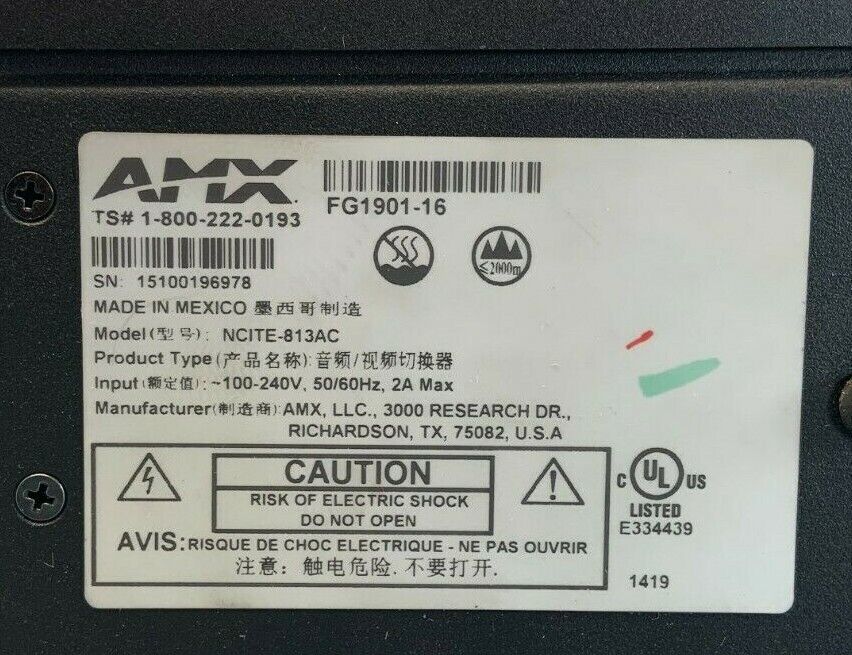 AMX
TS# 1-800-222-0193
FG1901-16
SN: 15100196978
≤2000m
MADE IN MEXICO 墨西哥制造
Model(型号): NCITE-813AC
Product Type (产品名称):音频/视频切换器
Input(额定值):~100-240V, 50/60Hz, 2A Max
Manufacturer(制造商):AMX, LLC., 3000 RESEARCH DR.,
RICHARDSON, TX, 75082, U.S.A
CAUTION
RISK OF ELECTRIC SHOCK
DO NOT OPEN
AVIS:RISQUE DE CHOC ELECTRIQUE - NE PAS OUVRIR
注意: 触电危险.不要打开.
C UL US
LISTED
E334439
1419